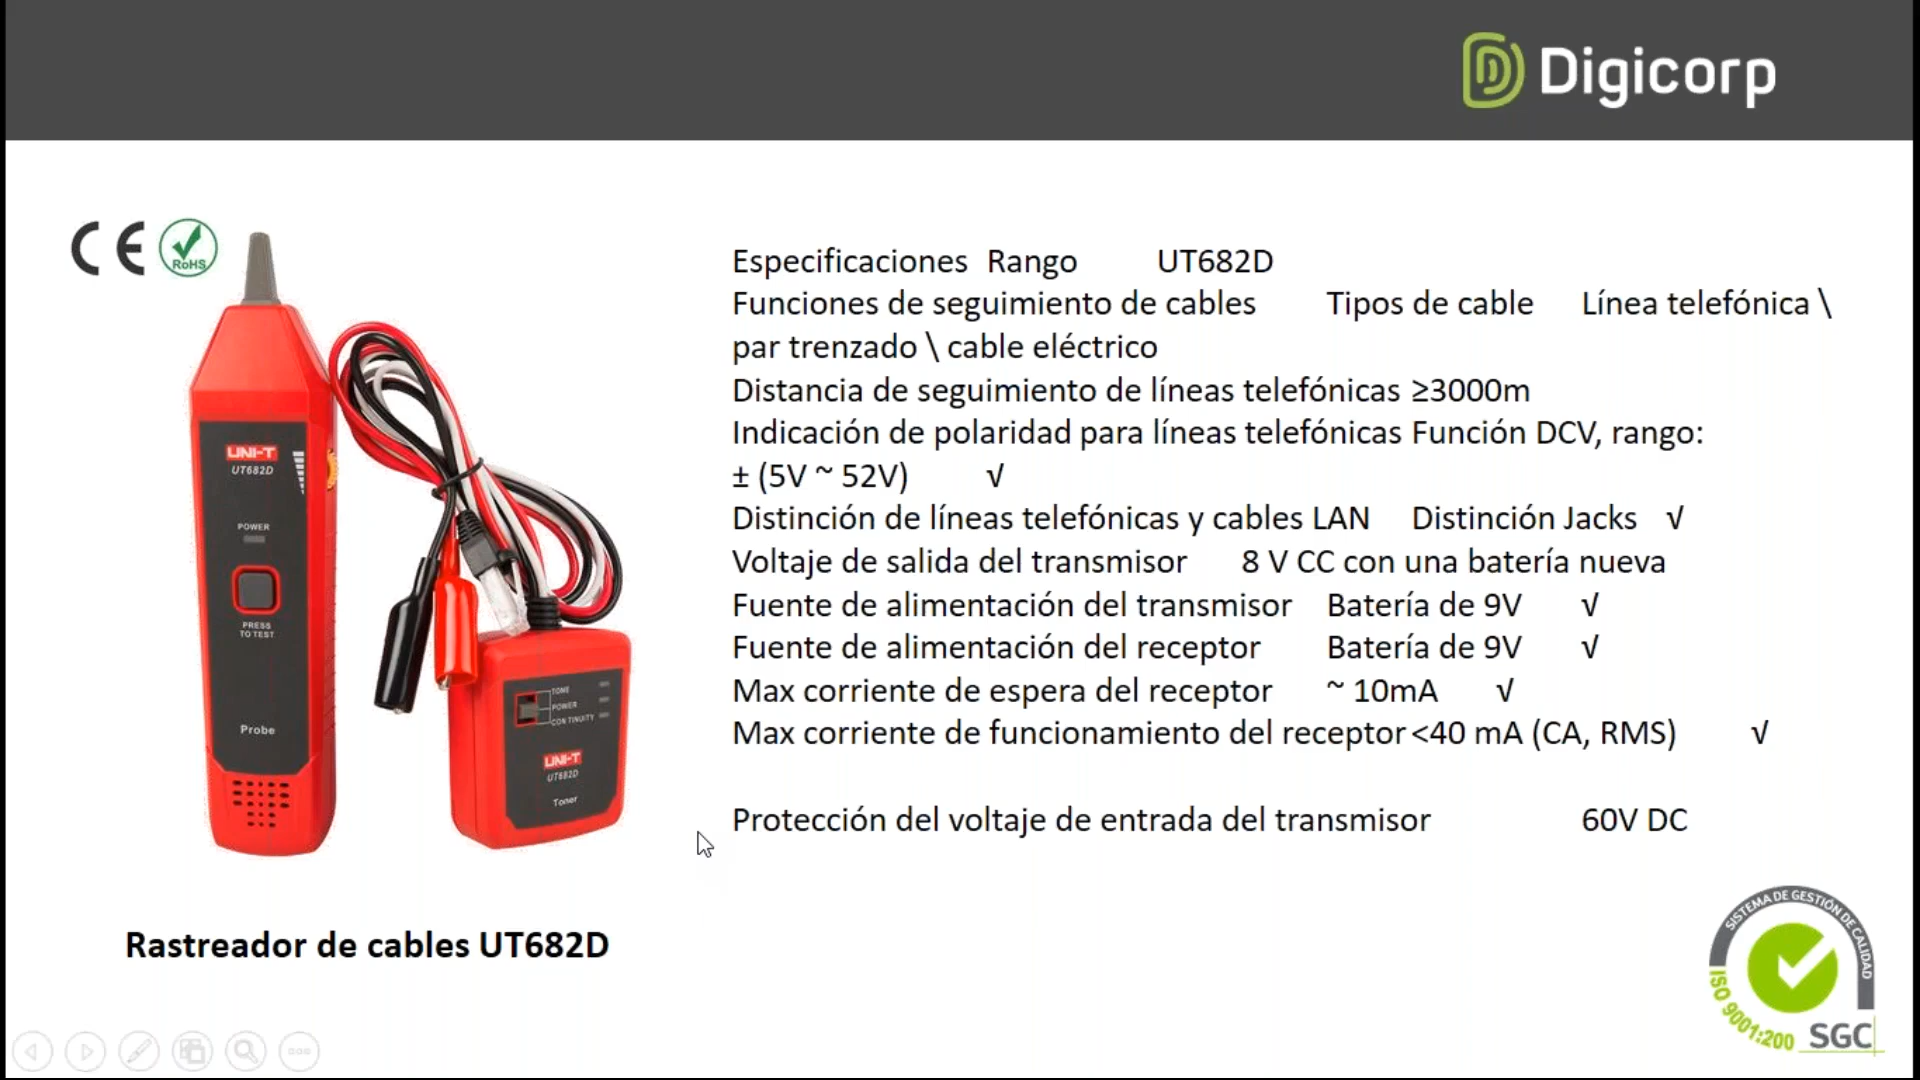 Digicorp
CE RoHS
Especificaciones Rango UT682D
Funciones de seguimiento de cables Tipos de cable Línea telefónica \
par trenzado \ cable eléctrico
Distancia de seguimiento de líneas telefónicas ≥3000m
Indicación de polaridad para líneas telefónicas Función DCV, rango:
± (5V ~ 52V) √
Distinción de líneas telefónicas y cables LAN Distinción Jacks √
Voltaje de salida del transmisor 8 V CC con una batería nueva
Fuente de alimentación del transmisor Batería de 9V √
Fuente de alimentación del receptor Batería de 9V √
Max corriente de espera del receptor ~ 10mA √
Max corriente de funcionamiento del receptor <40 mA (CA, RMS) √
Protección del voltaje de entrada del transmisor 60V DC
UNI-T
UT682D
POWER
PRESS
TO TEST
Probe
TONE
POWER
CONTINUITY
UNI-T
UT682D
Toner
Rastreador de cables UT682D
SISTEMA DE GESTIÓN DE CALIDAD
ISO 9001:200
SGC